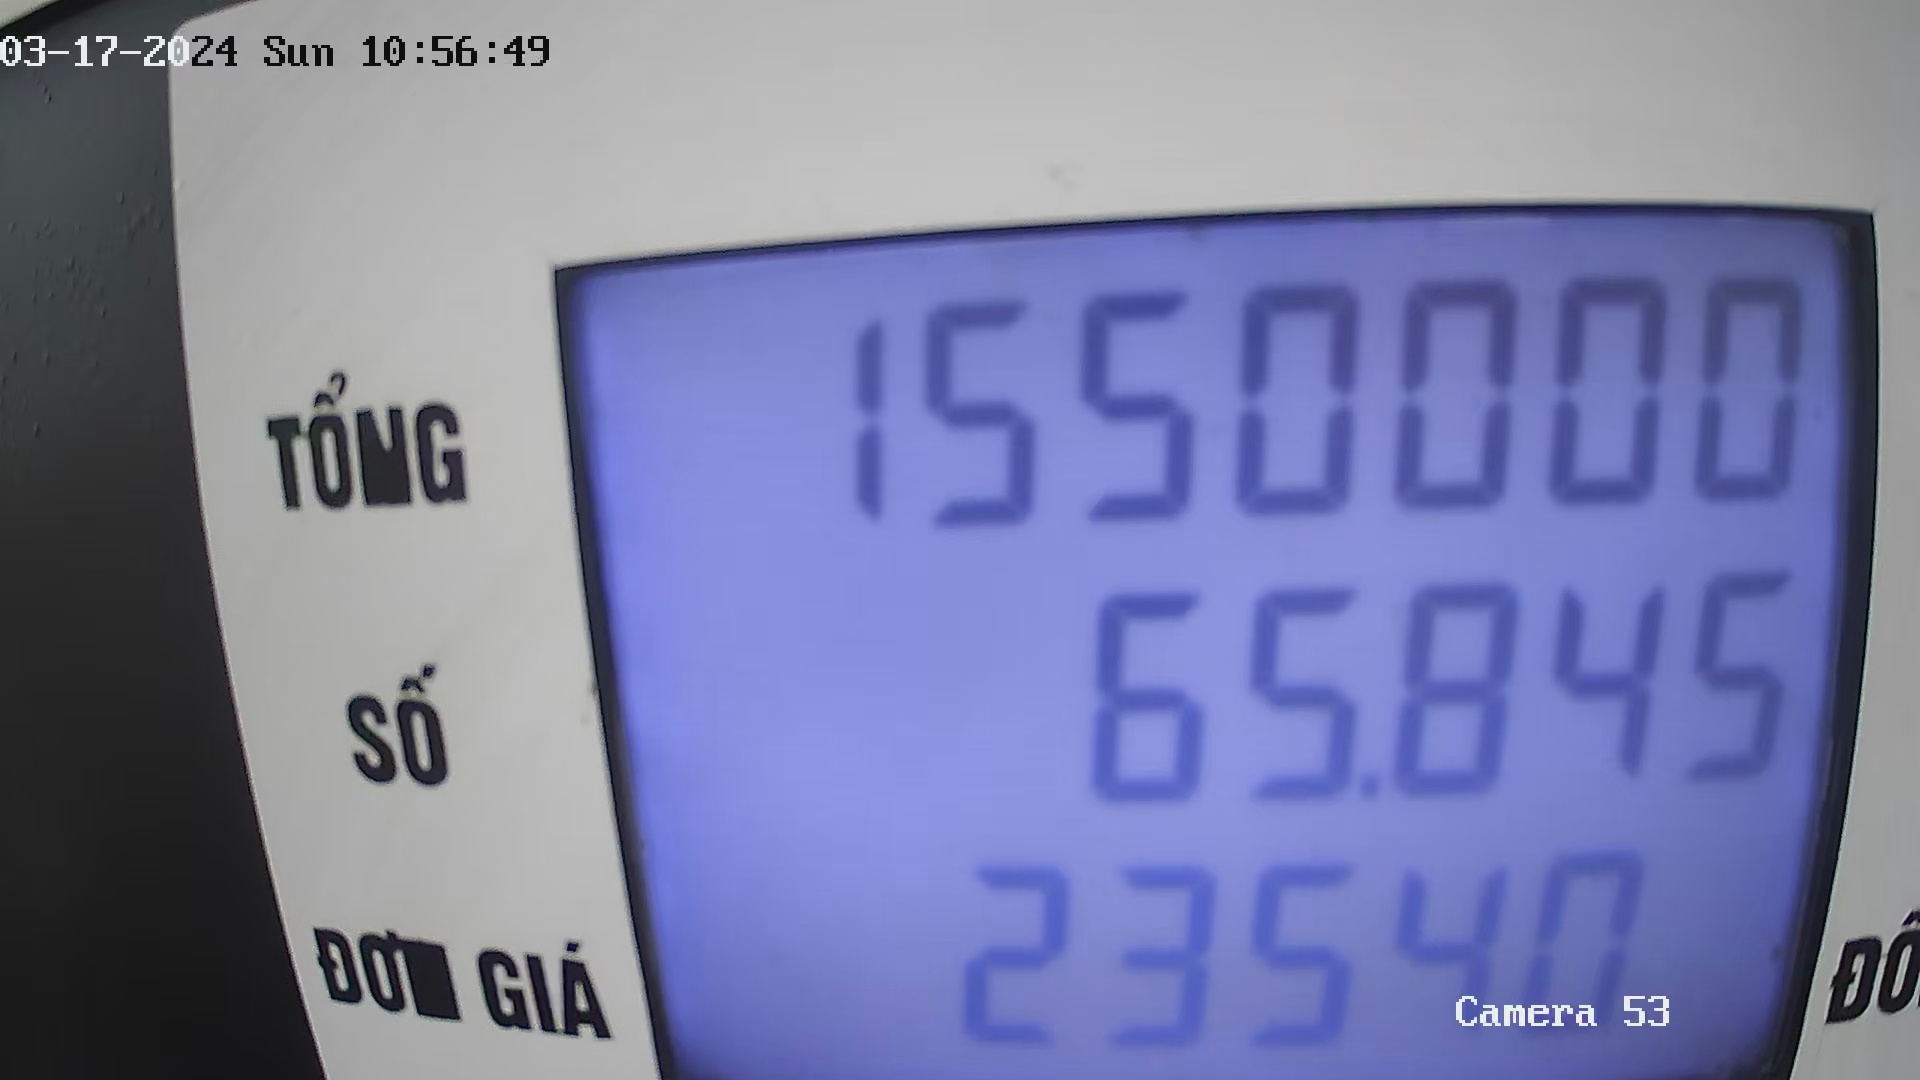 03-17-2024 Sun 10:56:49
TỔNG 1550000
SỐ 65.845
ĐƠN GIÁ 23540
Camera 53